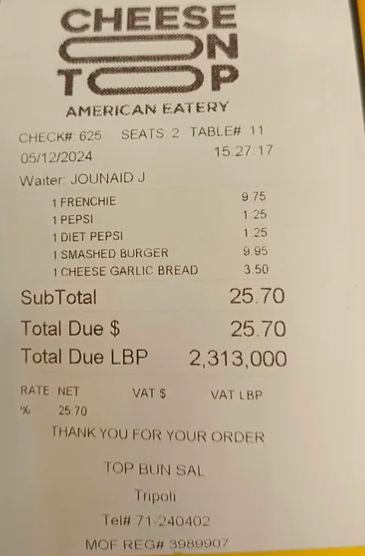 CHEESE
ON
TOP
AMERICAN EATERY
CHECK#: 625 SEATS: 2 TABLE# 11
05/12/2024 15:27:17
Waiter: JOUNAID J
1 FRENCHIE 9.75
1 PEPSI 1.25
1 DIET PEPSI 1.25
1 SMASHED BURGER 9.95
1 CHEESE GARLIC BREAD 3.50
SubTotal 25.70
Total Due $ 25.70
Total Due LBP 2,313,000
RATE NET VAT $ VAT LBP
% 25.70
THANK YOU FOR YOUR ORDER
TOP BUN SAL
Tripoli
Tel# 71-240402
MOF REG# 3989907